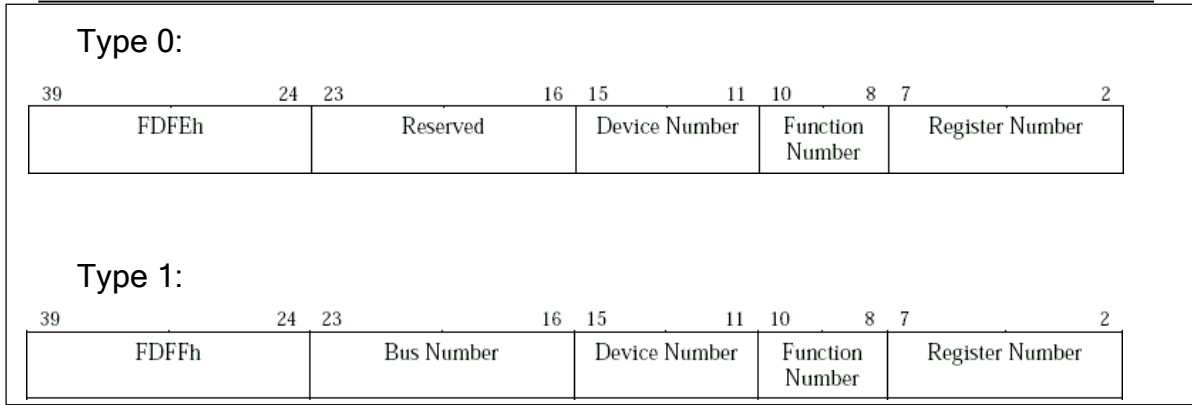 Type 0:
39 24 23 16 15 11 10 8 7 2
FDFEh Reserved Device Number Function Register Number
Number
Type 1:
39 24 23 16 15 11 10 8 7 2
FDFFh Bus Number Device Number Function Register Number
Number